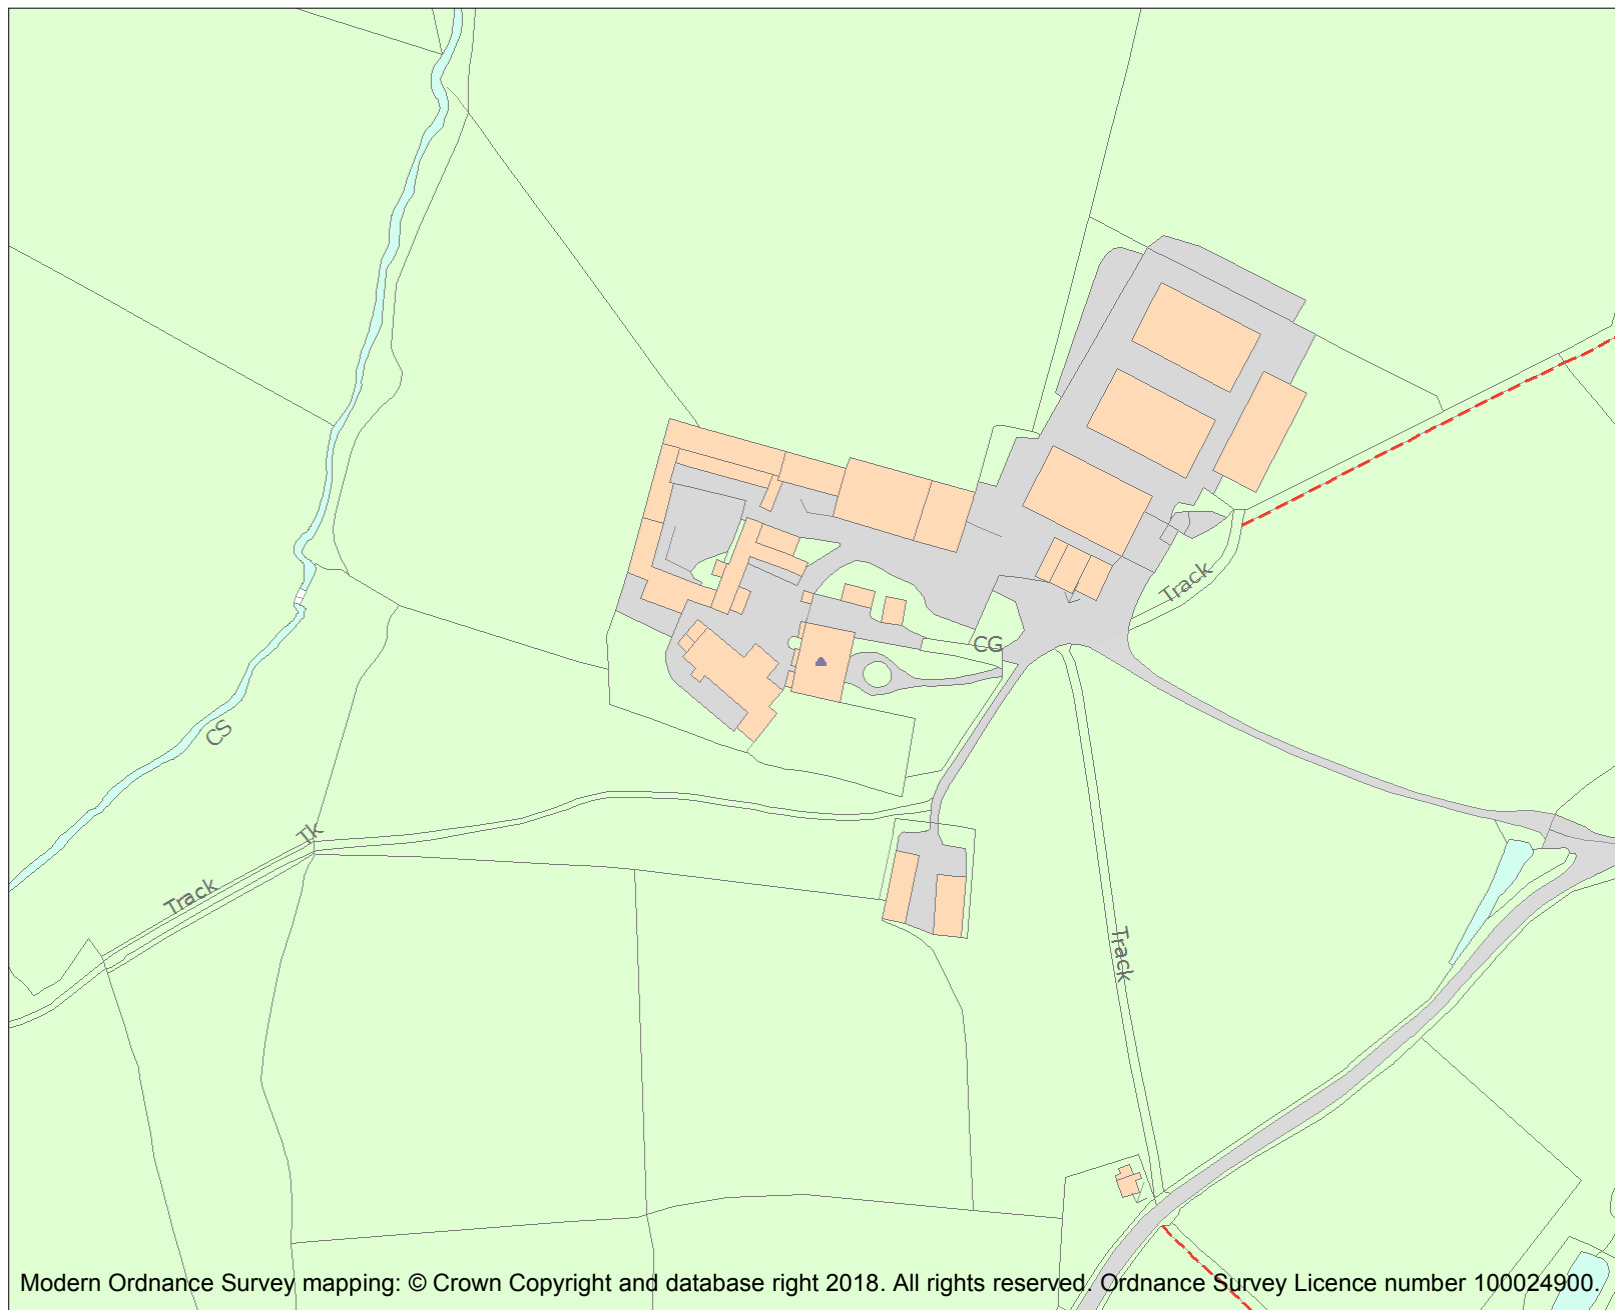 Track
CG
CS
Tk
Track
Track
Modern Ordnance Survey mapping: © Crown Copyright and database right 2018. All rights reserved. Ordnance Survey Licence number 100024900.